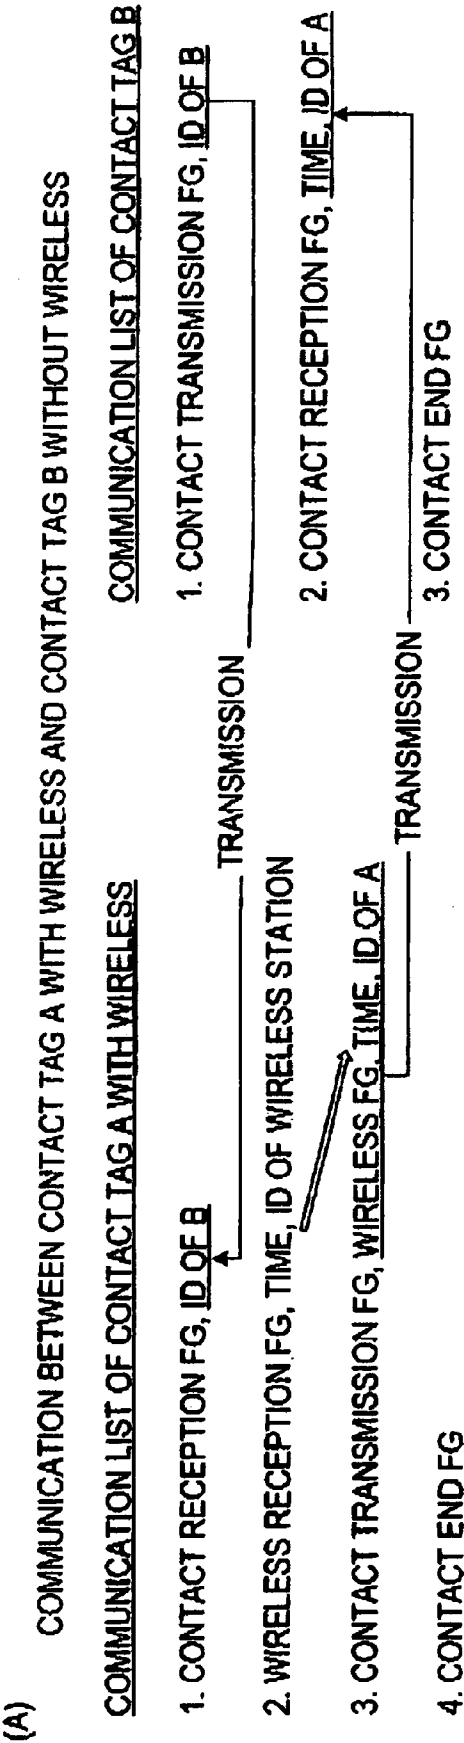 (A)
COMMUNICATION BETWEEN CONTACT TAG A WITH WIRELESS AND CONTACT TAG B WITHOUT WIRELESS
COMMUNICATION LIST OF CONTACT TAG A WITH WIRELESS
1. CONTACT RECEPTION FG, ID OF B
2. WIRELESS RECEPTION FG, TIME, ID OF WIRELESS STATION
3. CONTACT TRANSMISSION FG, WIRELESS FG, TIME, ID OF A
4. CONTACT END FG
TRANSMISSION
TRANSMISSION
COMMUNICATION LIST OF CONTACT TAG B
1. CONTACT TRANSMISSION FG, ID OF B
2. CONTACT RECEPTION FG, TIME, ID OF A
3. CONTACT END FG